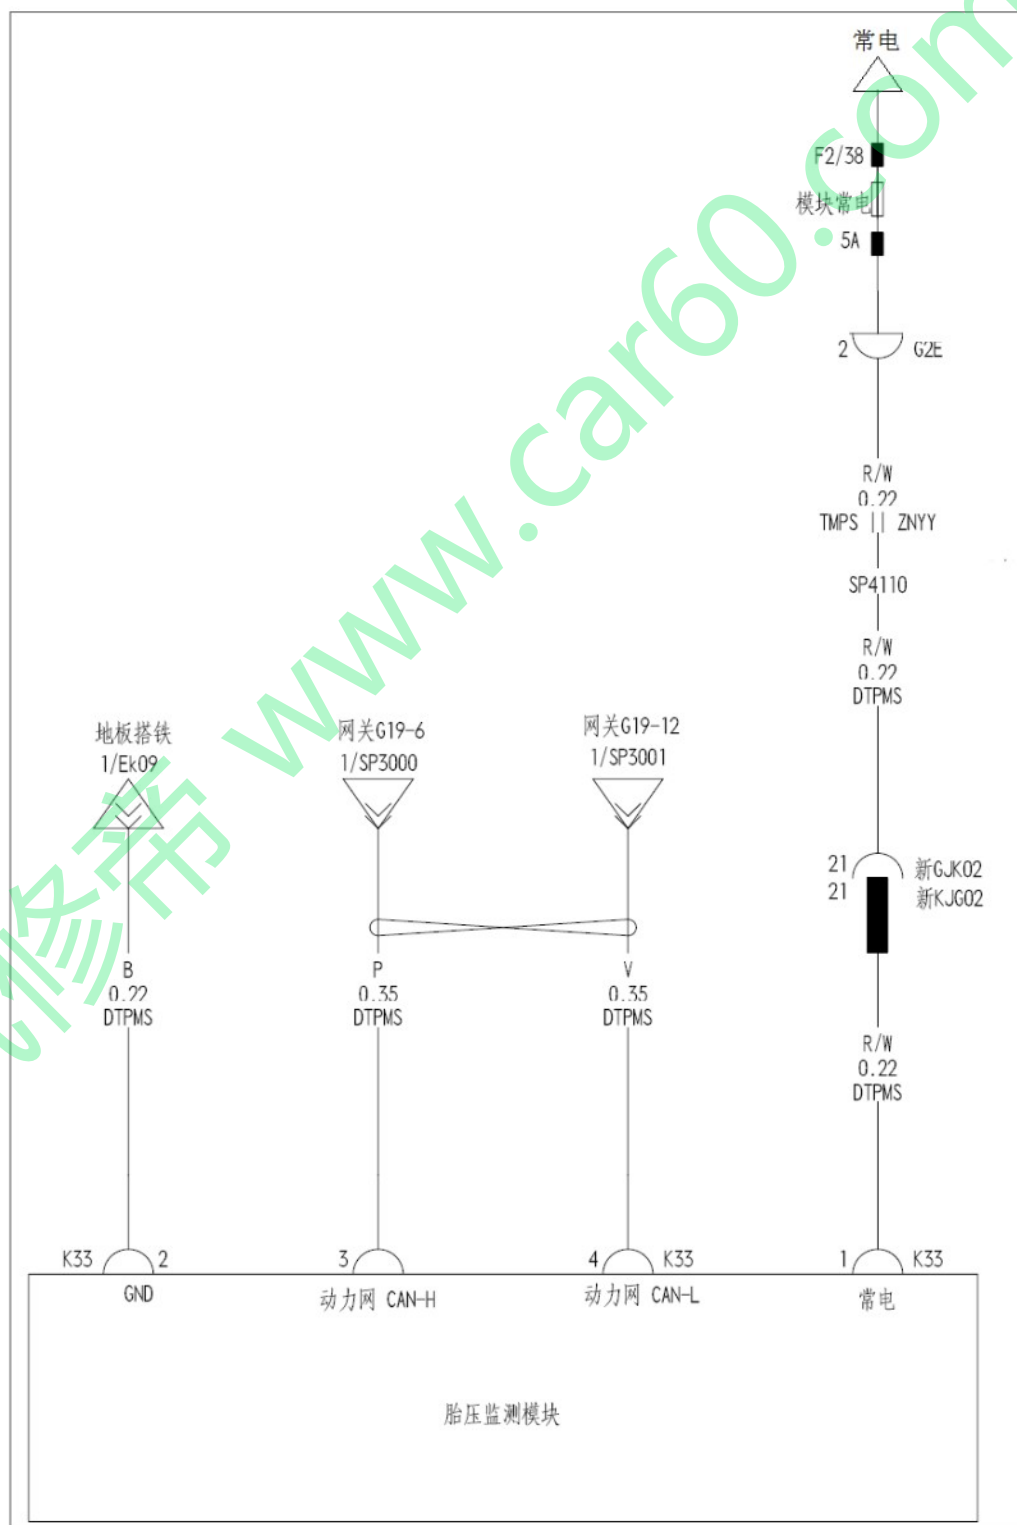 常电
F2/38
模块常电
5A
2 G2E
R/W
0.22
TMPS || ZNYY
SP4110
R/W
0.22
DTPMS
地板搭铁
1/Ek09
网关G19-6
1/SP3000
网关G19-12
1/SP3001
21 新GJK02
21 新KJG02
B
0.22
DTPMS
P
0.35
DTPMS
V
0.35
DTPMS
R/W
0.22
DTPMS
K33 2
3
4 K33
1 K33
GND
动力网 CAN-H
动力网 CAN-L
常电
胎压监测模块
修帝 www.car60.com